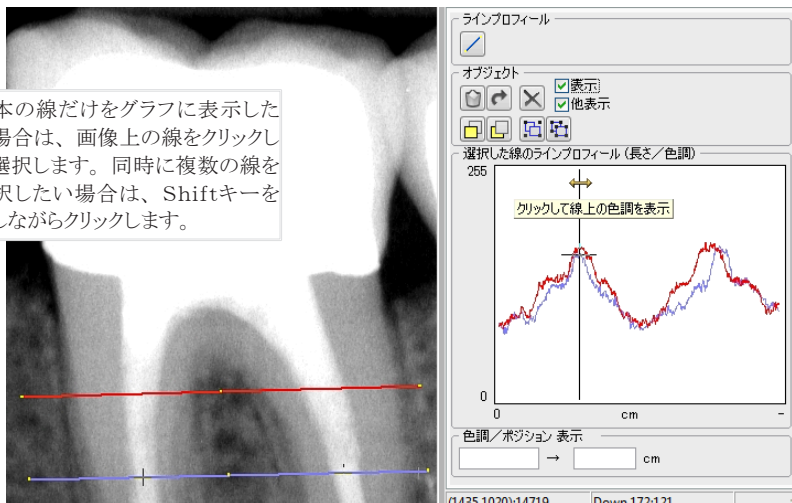 ラインプロフィール
オブジェクト
表示
他表示
本の線だけをグラフに表示した
場合は、画像上の線をクリックし
選択します。同時に複数の線を
択したい場合は、Shiftキーを
しながらクリックします。
選択した線のラインプロフィール（長さ／色調）
255
クリックして線上の色調を表示
0
0 cm -
色調／ポジション 表示
→ cm
(1435,1020):14719 Down 172:121